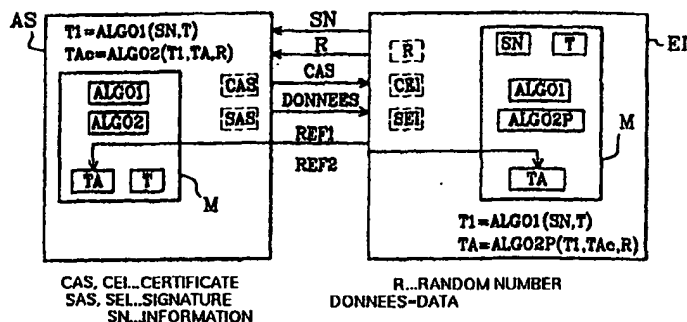 AS
T1=ALGO1(SN,T)
TAc=ALGO2(T1,TA,R)
ALGO1
ALGO2
TA
T
M
CAS
SAS
SN
R
CAS
DONNEES
REF1
REF2
R
CEI
SEI
SN
T
ALGO1
ALGO2P
TA
EI
M
T1=ALGO1(SN,T)
TA=ALGO2P(T1,TAc,R)
CAS, CEI...CERTIFICATE
SAS, SEI...SIGNATURE
SN...INFORMATION
R...RANDOM NUMBER
DONNEES=DATA